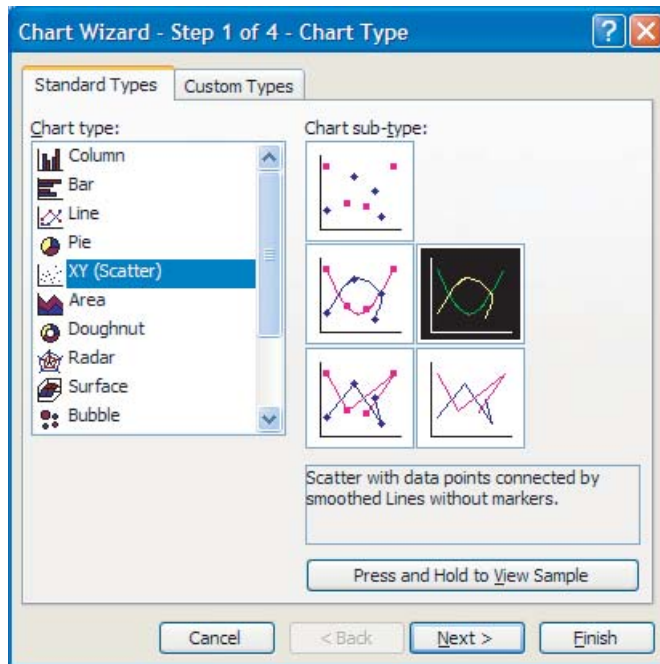 Chart Wizard - Step 1 of 4 - Chart Type
Standard Types
Custom Types
Chart type:
Column
Bar
Line
Pie
XY (Scatter)
Area
Doughnut
Radar
Surface
Bubble
Chart sub-type:
Scatter with data points connected by
smoothed Lines without markers.
Press and Hold to View Sample
Cancel
< Back
Next >
Finish